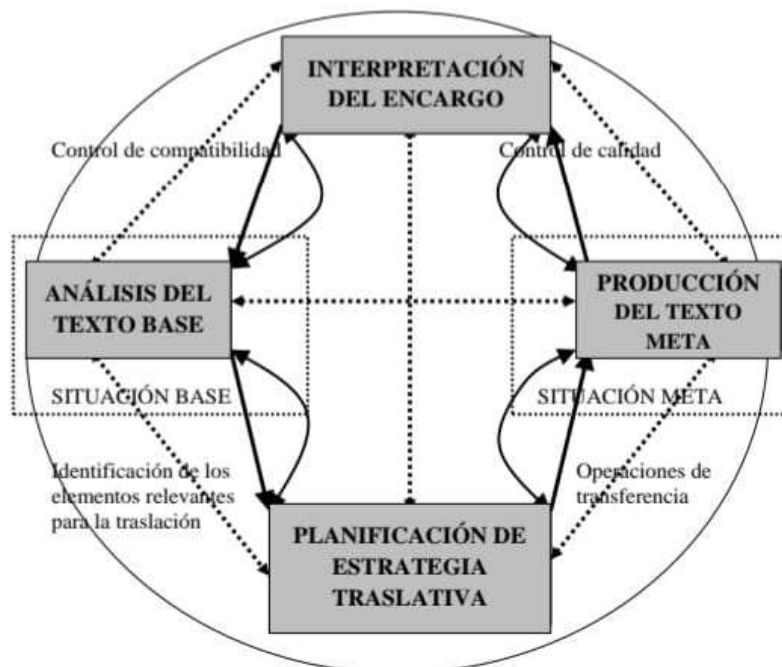 INTERPRETACIÓN
DEL ENCARGO
Control de compatibilidad
Control de calidad
ANÁLISIS DEL
TEXTO BASE
PRODUCCIÓN
DEL TEXTO
META
SITUACIÓN BASE
SITUACIÓN META
Identificación de los
elementos relevantes
para la traslación
Operaciones de
transferencia
PLANIFICACIÓN DE
ESTRATEGIA
TRASLATIVA